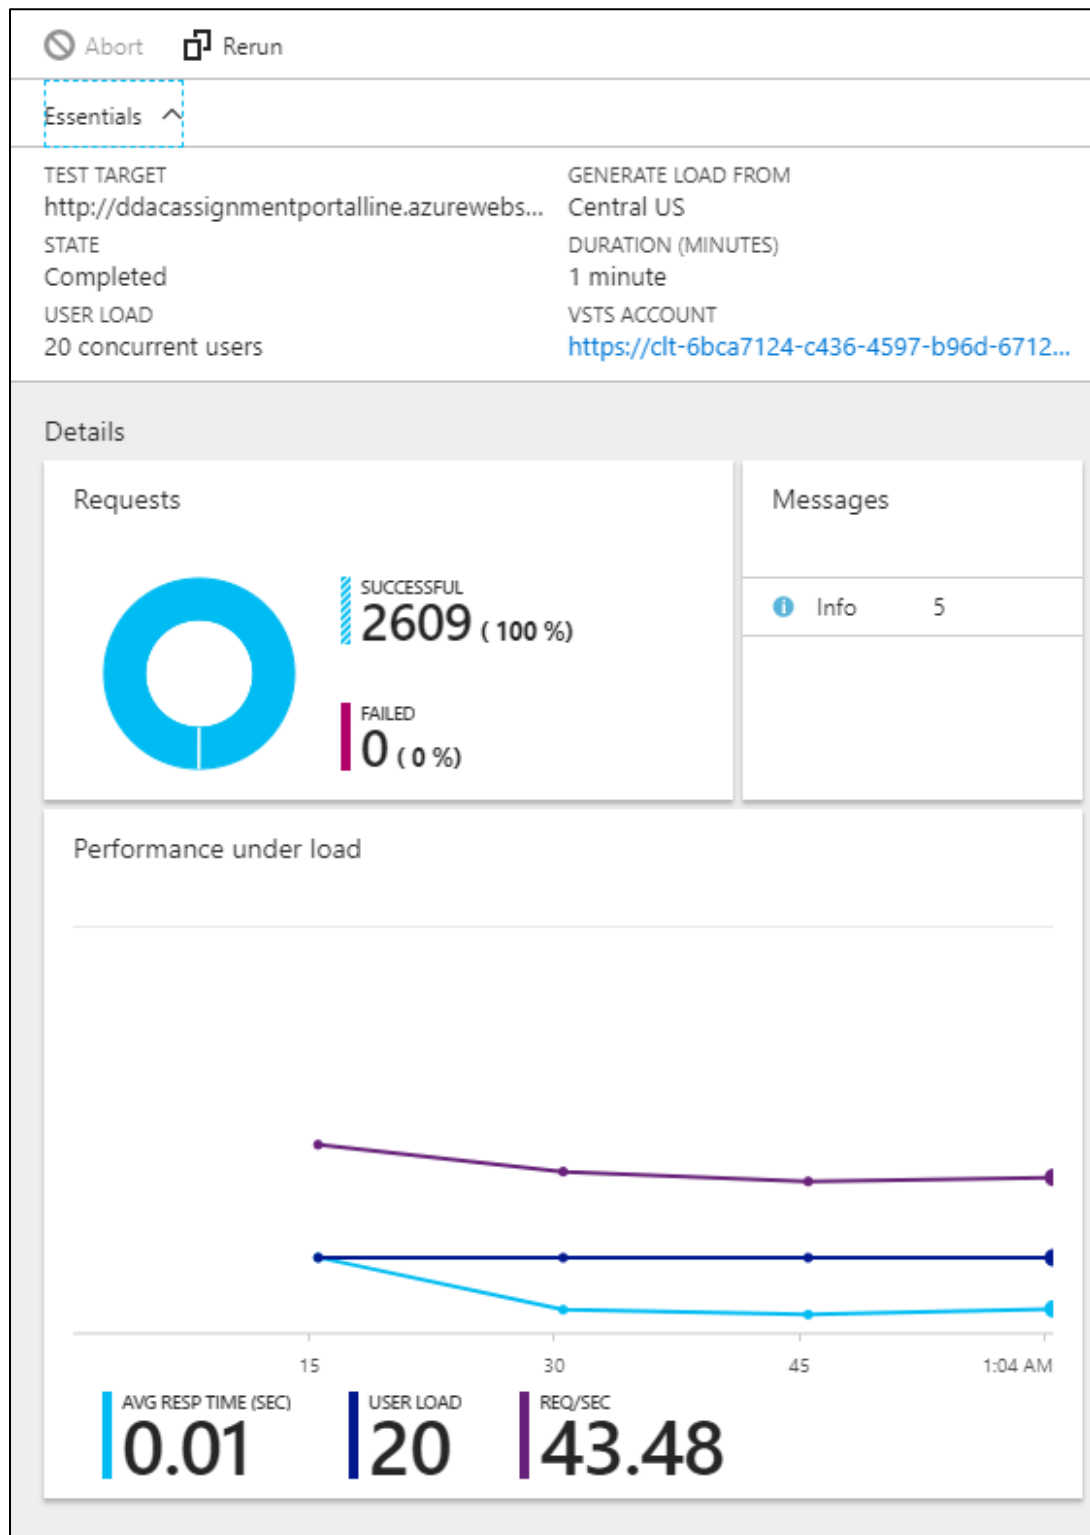 Abort Rerun
Essentials
TEST TARGET
http://ddacassignmentportalline.azurewebs...
STATE
Completed
USER LOAD
20 concurrent users
GENERATE LOAD FROM
Central US
DURATION (MINUTES)
1 minute
VSTS ACCOUNT
https://clt-6bca7124-c436-4597-b96d-6712...
Details
Requests
SUCCESSFUL
2609 ( 100 %)
FAILED
0 ( 0 %)
Messages
Info 5
Performance under load
15 30 45 1:04 AM
AVG RESP TIME (SEC)
0.01
USER LOAD
20
REQ/SEC
43.48